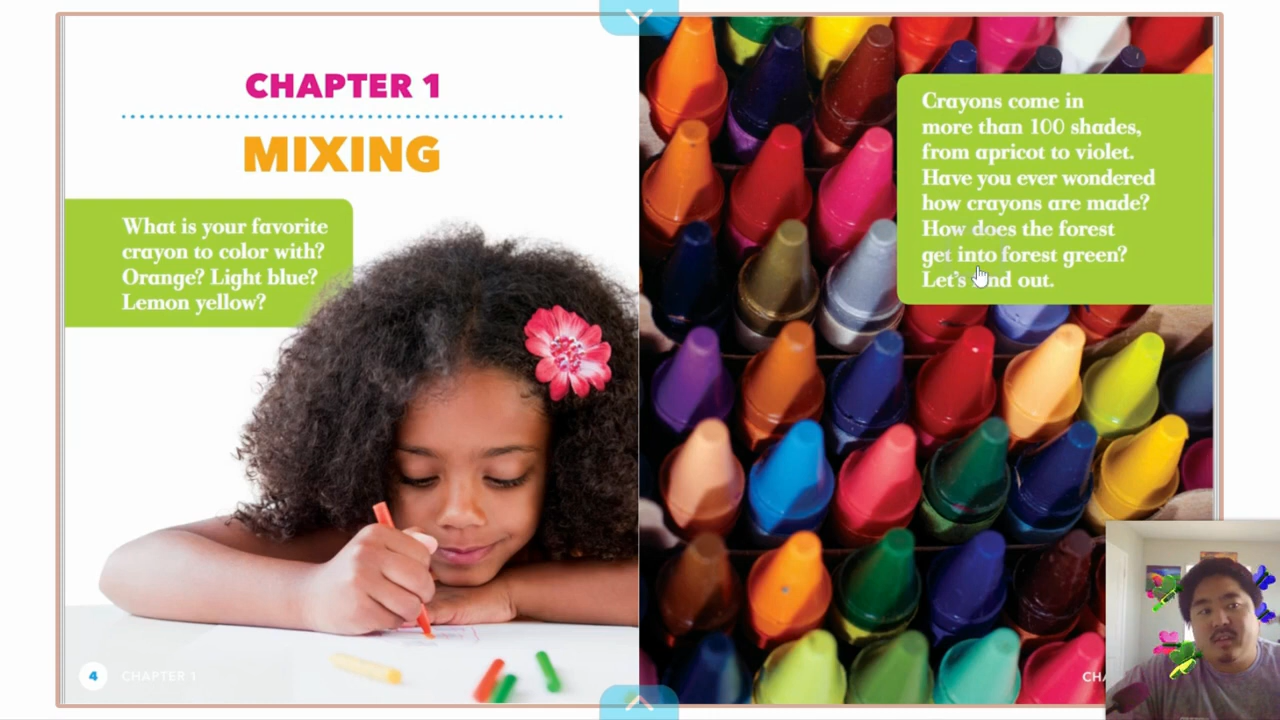 CHAPTER 1
MIXING
What is your favorite
crayon to color with?
Orange? Light blue?
Lemon yellow?
4 CHAPTER 1
Crayons come in
more than 100 shades,
from apricot to violet.
Have you ever wondered
how crayons are made?
How does the forest
get into forest green?
Let's out.